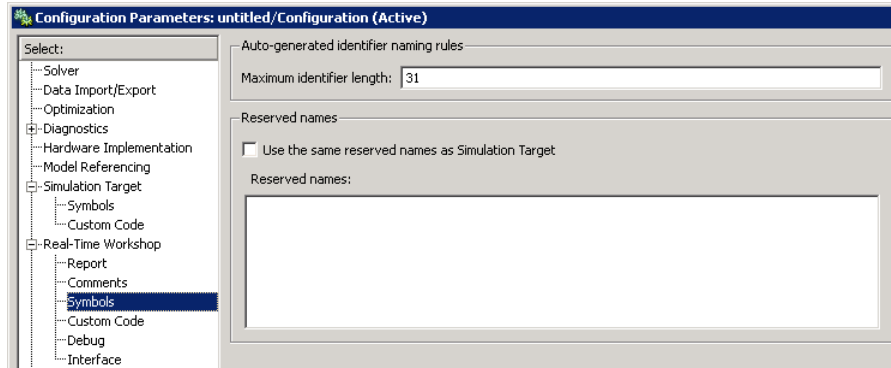 Configuration Parameters: untitled/Configuration (Active)
Select:
Solver
Data Import/Export
Optimization
Diagnostics
Hardware Implementation
Model Referencing
Simulation Target
Symbols
Custom Code
Real-Time Workshop
Report
Comments
Symbols
Custom Code
Debug
Interface
Auto-generated identifier naming rules
Maximum identifier length: 31
Reserved names
Use the same reserved names as Simulation Target
Reserved names: